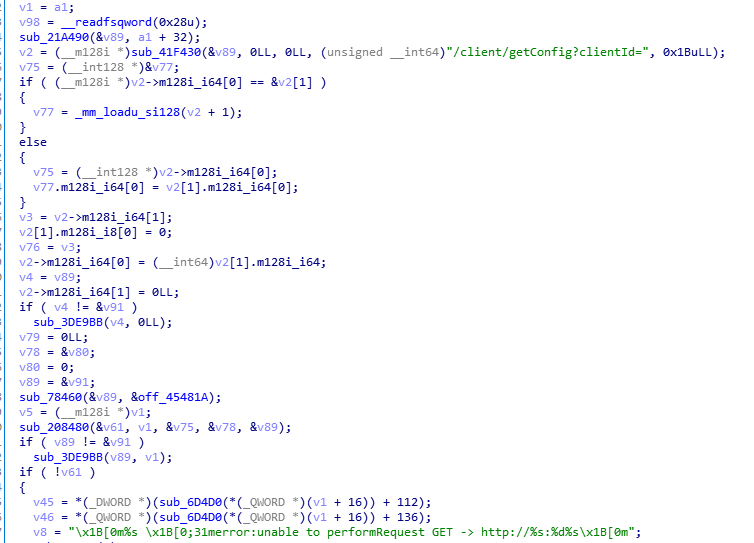 v1 = a1;
v98 = __readfsqword(0x28u);
sub_21A490(&v89, a1 + 32);
v2 = (__m128i *)sub_41F430(&v89, 0LL, 0LL, (unsigned __int64)"/client/getConfig?clientId=", 0x1BuLL);
v75 = (__int128 *)&v77;
if ( (__m128i *)v2->m128i_i64[0] == &v2[1] )
{
v77 = _mm_loadu_si128(v2 + 1);
}
else
{
v75 = (__int128 *)v2->m128i_i64[0];
v77.m128i_i64[0] = v2[1].m128i_i64[0];
}
v3 = v2->m128i_i64[1];
v2[1].m128i_i8[0] = 0;
v76 = v3;
v2->m128i_i64[0] = (__int64)v2[1].m128i_i64;
v4 = v89;
v2->m128i_i64[1] = 0LL;
if ( v4 != &v91 )
sub_3DE9BB(v4, 0LL);
v79 = 0LL;
v78 = &v80;
v80 = 0;
v89 = &v91;
sub_78460(&v89, &off_45481A);
v5 = (__m128i *)v1;
sub_208480(&v61, v1, &v75, &v78, &v89);
if ( v89 != &v91 )
sub_3DE9BB(v89, v1);
if ( !v61 )
{
v45 = *(_DWORD *)(sub_6D4D0(*(_QWORD *)(v1 + 16)) + 112);
v46 = *(_QWORD *)(sub_6D4D0(*(_QWORD *)(v1 + 16)) + 136);
v8 = "\x1B[0m%s \x1B[0;31merror:unable to performRequest GET -> http://%s:%d%s\x1B[0m";